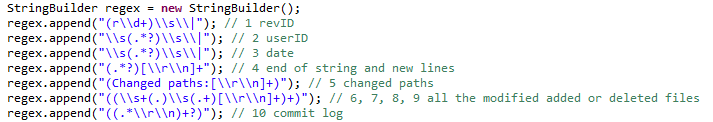 StringBuilder regex = new StringBuilder();
regex.append("(r\\d+)\\s\\|"); // 1 revID
regex.append("\\s(.*?)\\s\\|"); // 2 userID
regex.append("\\s(.*?)\\s\\|"); // 3 date
regex.append("(.*?)[\\r\\n]+"); // 4 end of string and new lines
regex.append("(Changed paths:[\\r\\n]+)"); // 5 changed paths
regex.append("((\\s+(.)\\s(.+)[\\r\\n]+)+)"); // 6, 7, 8, 9 all the modified added or deleted files
regex.append("((.*\\r\\n)+?)"); // 10 commit log